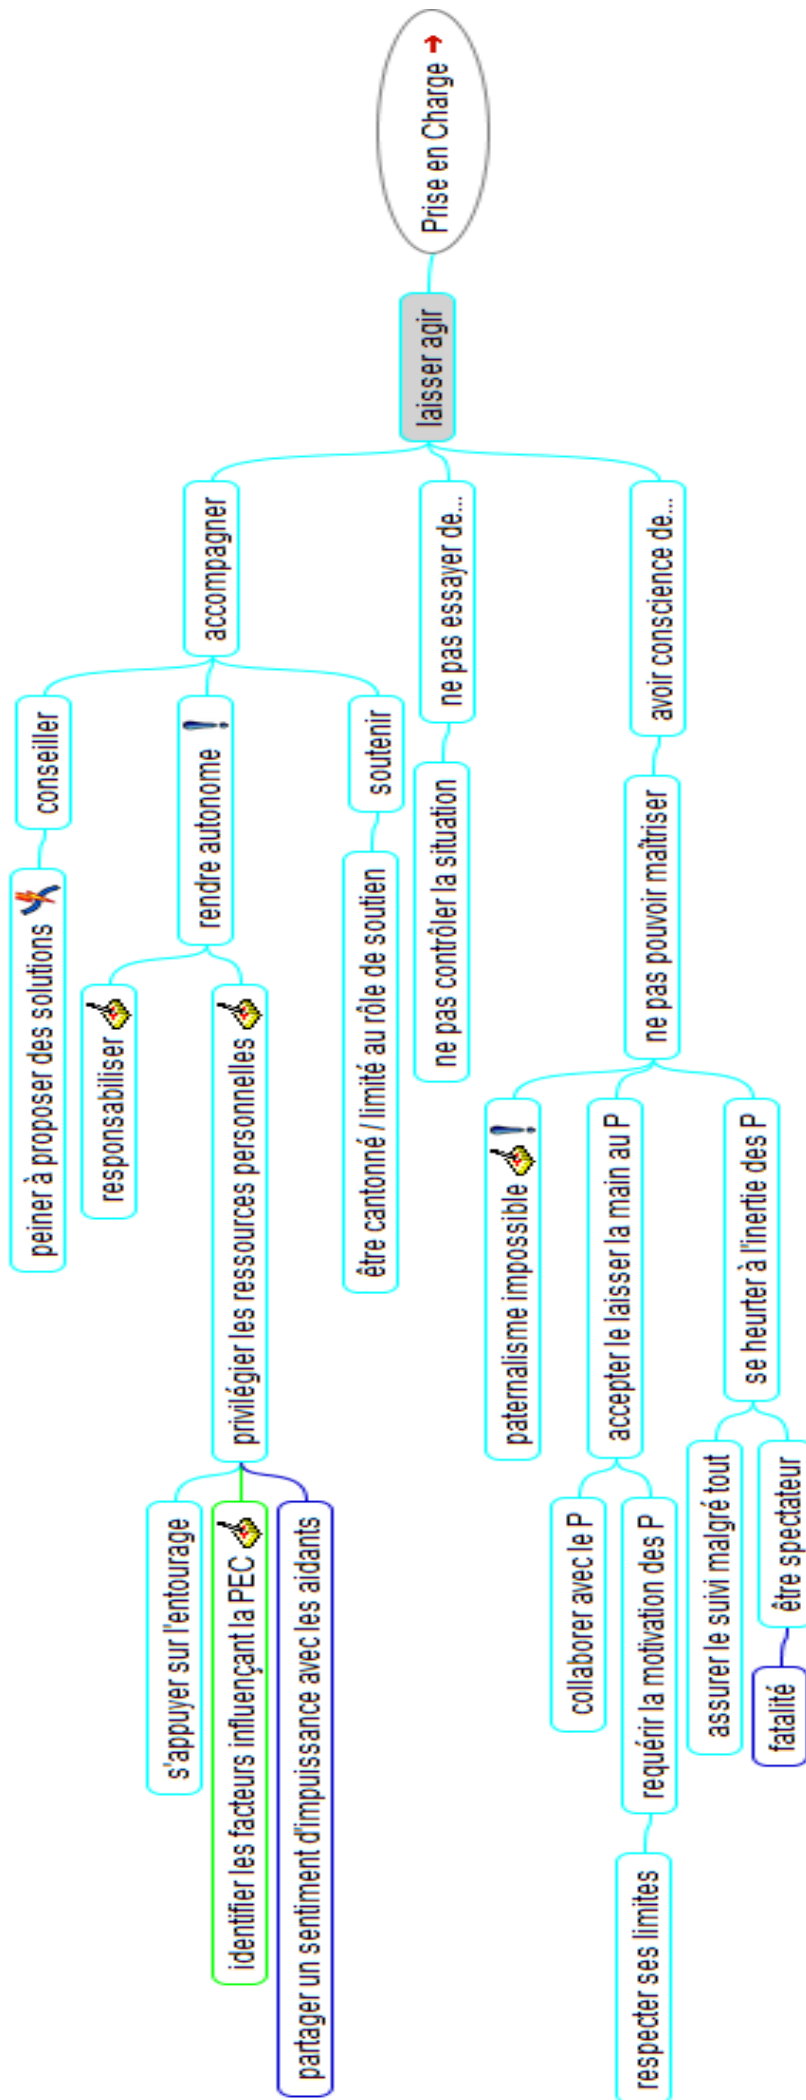 Prise en Charge
laisser agir
accompagner
conseiller
peiner à proposer des solutions
rendre autonome
responsabiliser
privilégier les ressources personnelles
s'appuyer sur l'entourage
identifier les facteurs influençant la PEC
partager un sentiment d'impuissance avec les aidants
soutenir
être cantonné / limité au rôle de soutien
ne pas essayer de...
ne pas contrôler la situation
avoir conscience de...
ne pas pouvoir maîtriser
paternalisme impossible
accepter le laisser la main au P
collaborer avec le P
requérir la motivation des P
respecter ses limites
se heurter à l'inertie des P
assurer le suivi malgré tout
être spectateur
fatalité